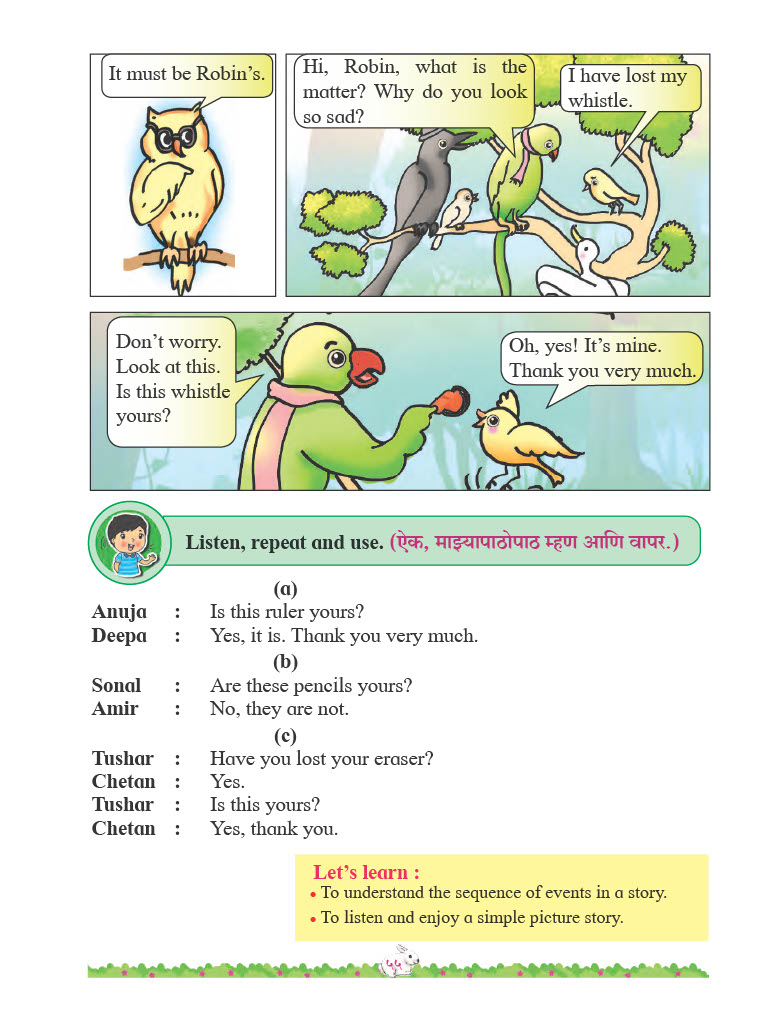 It must be Robin's.
Hi, Robin, what is the
matter? Why do you look
so sad?
I have lost my
whistle.
Don't worry.
Look at this.
Is this whistle
yours?
Oh, yes! It's mine.
Thank you very much.
Listen, repeat and use. (ऐक, माझ्यापाठोपाठ म्हण आणि वापर.)
(a)
Anuja : Is this ruler yours?
Deepa : Yes, it is. Thank you very much.
(b)
Sonal : Are these pencils yours?
Amir : No, they are not.
(c)
Tushar : Have you lost your eraser?
Chetan : Yes.
Tushar : Is this yours?
Chetan : Yes, thank you.
Let's learn :
• To understand the sequence of events in a story.
• To listen and enjoy a simple picture story.
५५